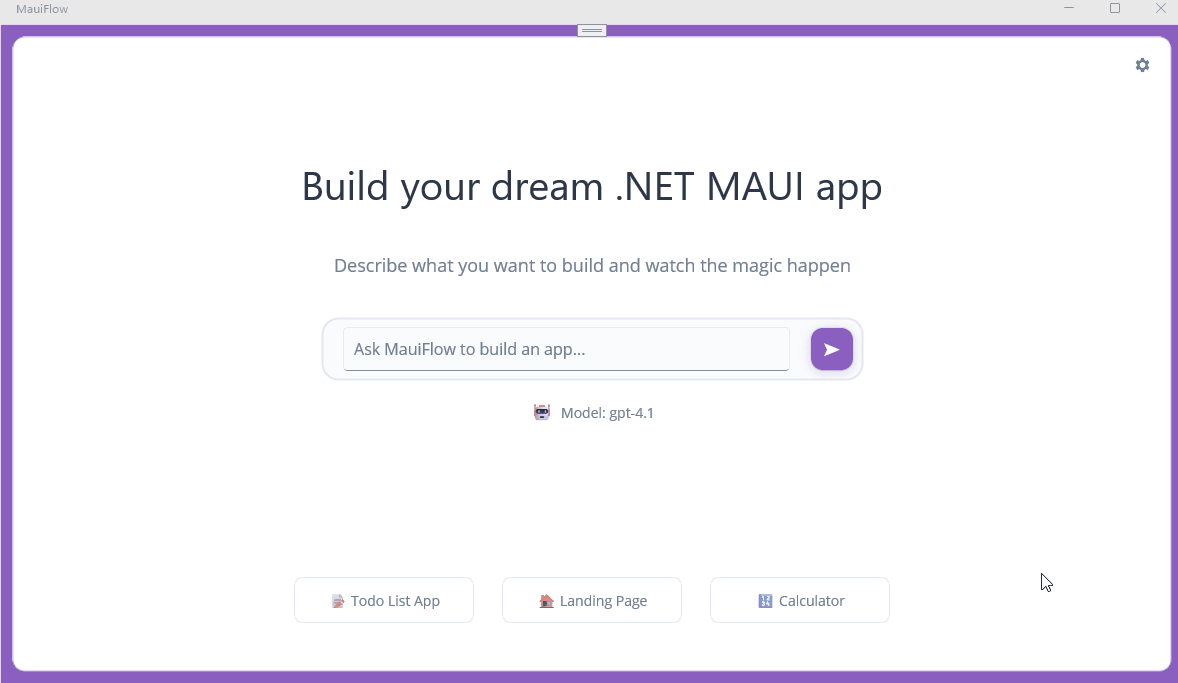 MauiFlow
Build your dream .NET MAUI app
Describe what you want to build and watch the magic happen
Ask MauiFlow to build an app...
Model: gpt-4.1
Todo List App
Landing Page
Calculator